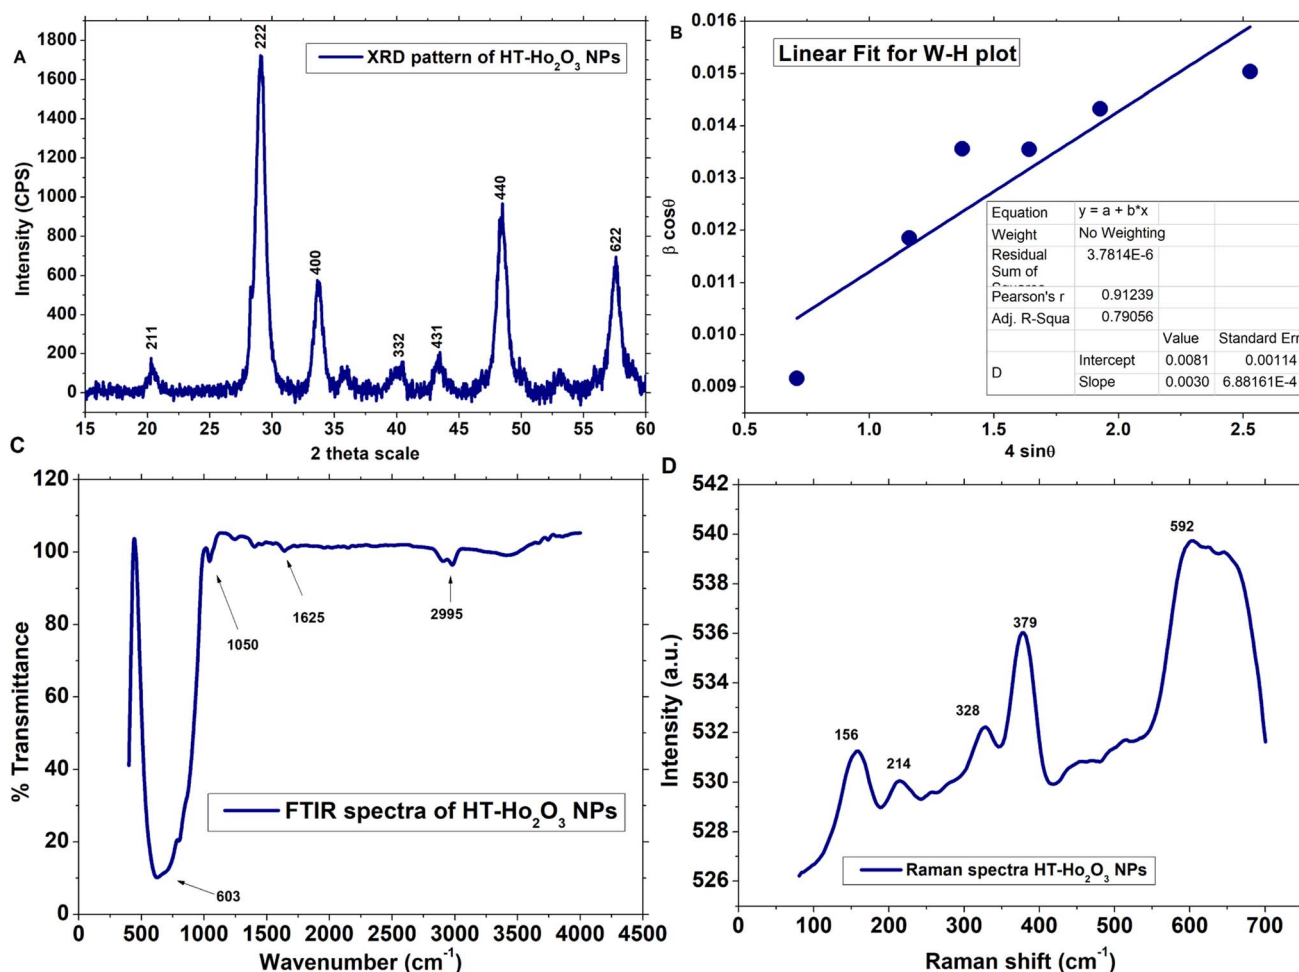 A
XRD pattern of HT-Ho2O3 NPs
1800
1600
1400
1200
1000
800
600
400
200
0
Intensity (CPS)
211
222
400
332
431
440
622
15 20 25 30 35 40 45 50 55 60
2 theta scale
B
Linear Fit for W-H plot
0.016
0.015
0.014
0.013
0.012
0.011
0.010
0.009
β cosθ
Equation y = a + b*x
Weight No Weighting
Residual 3.7814E-6
Sum of
Pearson's r 0.91239
Adj. R-Squa 0.79056
Value Standard Err
D
Intercept 0.0081 0.00114
Slope 0.0030 6.88161E-4
0.5 1.0 1.5 2.0 2.5
4 sinθ
C
120
100
80
60
40
20
0
% Transmittance
1050
1625
2995
603
FTIR spectra of HT-Ho2O3 NPs
0 500 1000 1500 2000 2500 3000 3500 4000 4500
Wavenumber (cm-1)
D
542
540
538
536
534
532
530
528
526
Intensity (a.u.)
156
214
328
379
592
Raman spectra HT-Ho2O3 NPs
0 100 200 300 400 500 600 700
Raman shift (cm-1)